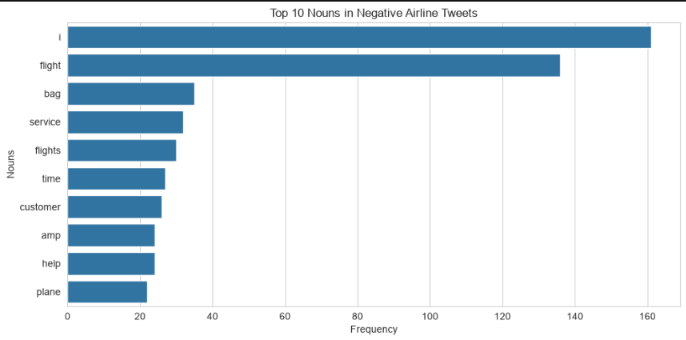 Top 10 Nouns in Negative Airline Tweets
i
flight
bag
service
flights
time
customer
amp
help
plane
Nouns
0 20 40 60 80 100 120 140 160
Frequency